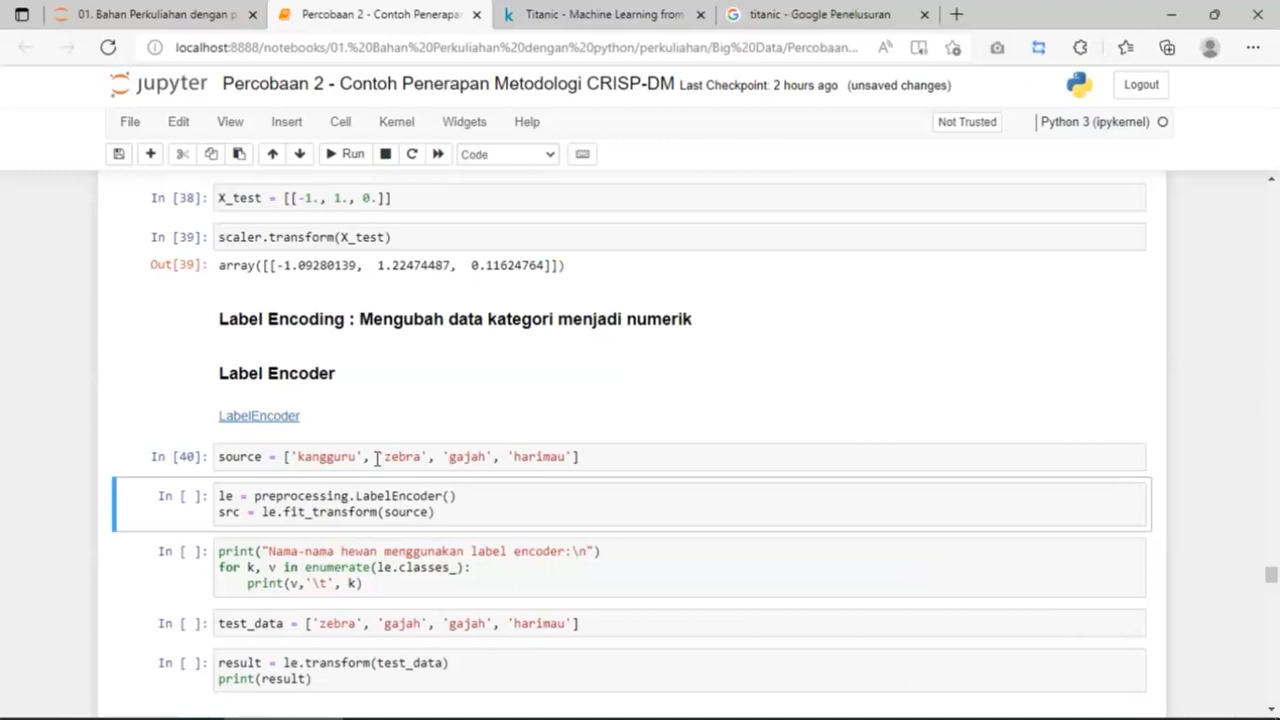 01. Bahan Perkuliahan dengan p
Percobaan 2 - Contoh Penerapa
Titanic - Machine Learning from
titanic - Google Penelusuran
localhost:8888/notebooks/01.%20Bahan%20Perkuliahan%20dengan%20python/perkuliahan/Big%20Data/Percobaan...
jupyter Percobaan 2 - Contoh Penerapan Metodologi CRISP-DM Last Checkpoint: 2 hours ago (unsaved changes) Logout
File Edit View Insert Cell Kernel Widgets Help Not Trusted Python 3 (ipykernel)
Run Code
In [38]: X_test = [[-1., 1., 0.]]
In [39]: scaler.transform(X_test)
Out[39]: array([[-1.09280139, 1.22474487, 0.11624764]])
Label Encoding : Mengubah data kategori menjadi numerik
Label Encoder
LabelEncoder
In [40]: source = ['kangguru', 'zebra', 'gajah', 'harimau']
In [ ]: le = preprocessing.LabelEncoder()
src = le.fit_transform(source)
In [ ]: print("Nama-nama hewan menggunakan label encoder:\n")
for k, v in enumerate(le.classes_):
print(v,'\t', k)
In [ ]: test_data = ['zebra', 'gajah', 'gajah', 'harimau']
In [ ]: result = le.transform(test_data)
print(result)